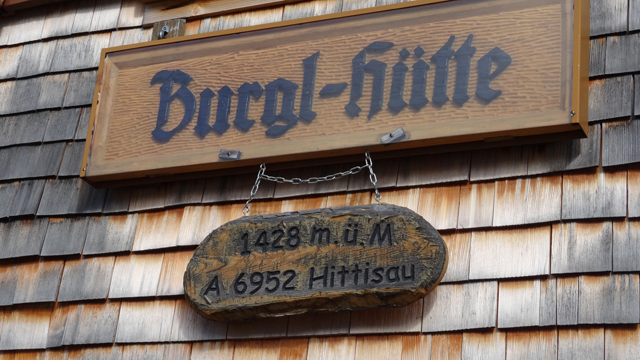 Burgl-Hütte
1428 m.ü.M
A 6952 Hittisau